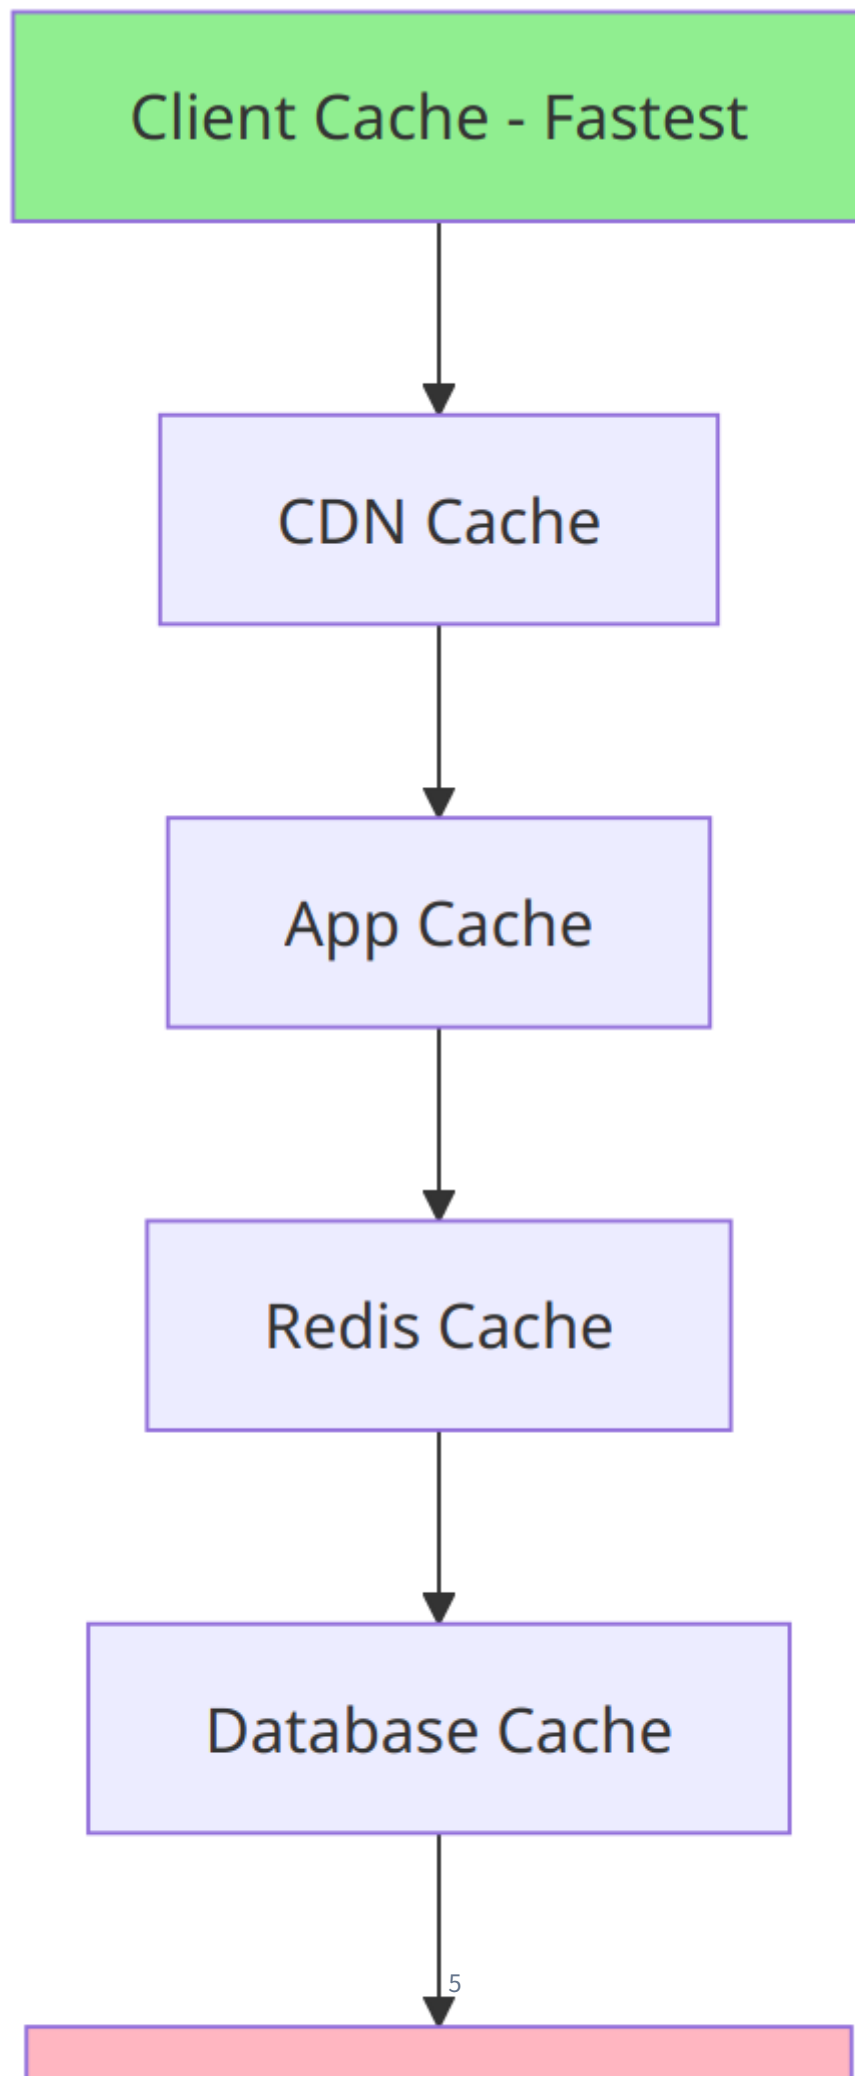 Client Cache - Fastest
CDN Cache
App Cache
Redis Cache
Database Cache
5